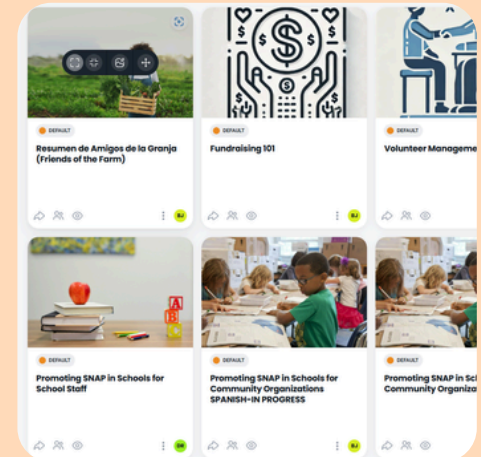 DEFAULT
Resumen de Amigos de la Granja
(Friends of the Farm)
BJ
DEFAULT
Fundraising 101
BJ
DEFAULT
Volunteer Manageme
A
B
C
DEFAULT
Promoting SNAP in Schools for
School Staff
DEFAULT
Promoting SNAP in Schools for
Community Organizations
SPANISH-IN PROGRESS
BJ
DEFAULT
Promoting SNAP in Sc
Community Organiza